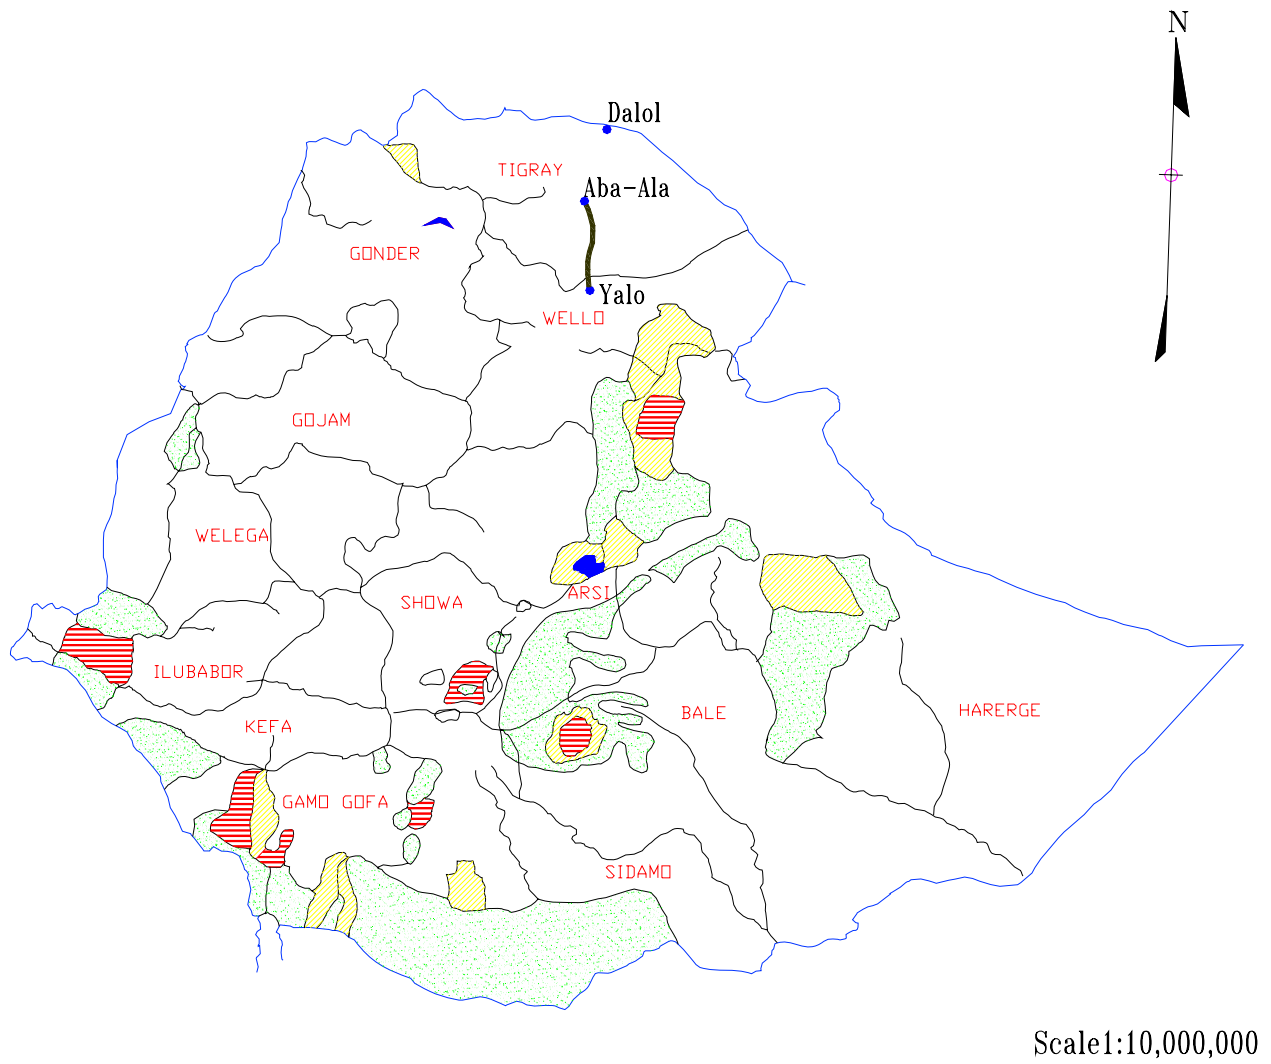 N
Dalol
TIGRAY
Aba-Ala
GONDER
Yalo
WELLO
GOJAM
WELEGA
ARSI
SHOWA
ILUBABOR
BALE
HARERGE
KEFA
GAMO GOFA
SIDAMO
Scale1:10,000,000